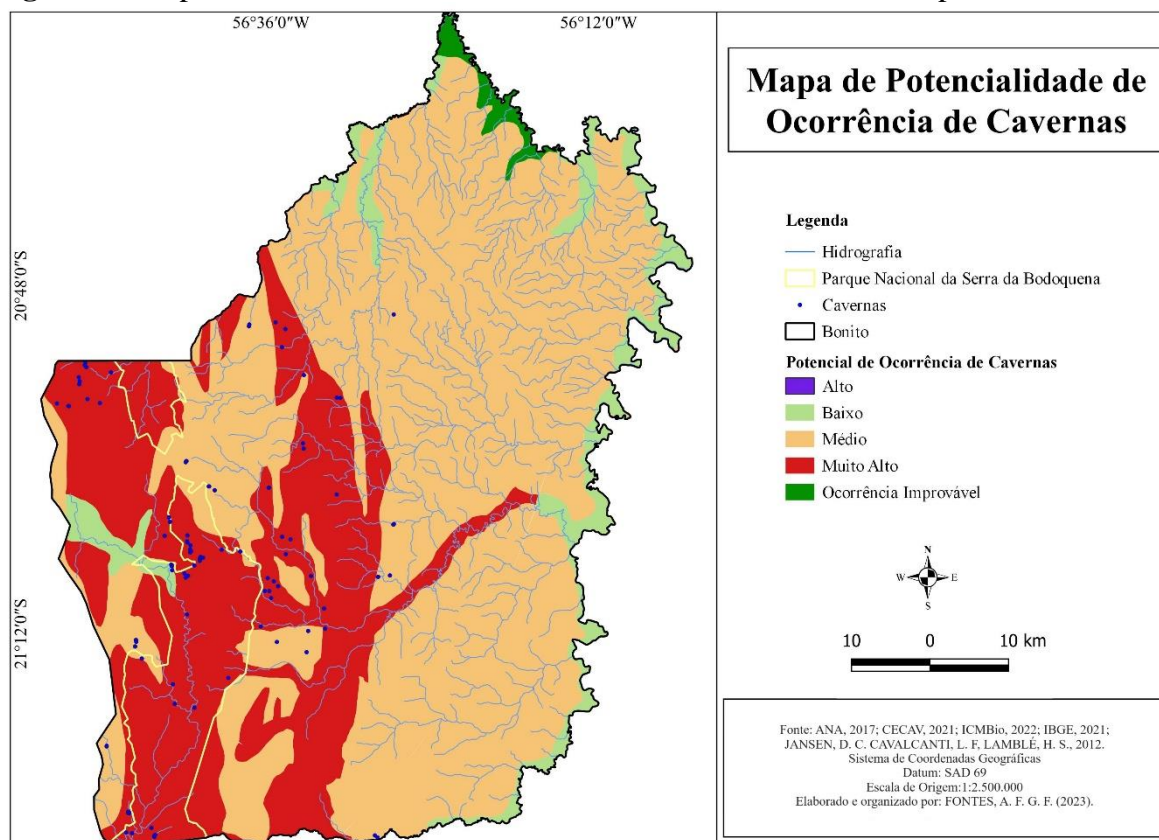 56°36'0"W
56°12'0"W
20°48'0"S
21°12'0"S
Mapa de Potencialidade de
Ocorrência de Cavernas
Legenda
Hidrografia
Parque Nacional da Serra da Bodoquena
Cavernas
Bonito
Potencial de Ocorrência de Cavernas
Alto
Baixo
Médio
Muito Alto
Ocorrência Improvável
N
W E
S
10 0 10 km
Fonte: ANA, 2017; CECAV, 2021; ICMBio, 2022; IBGE, 2021;
JANSEN, D. C. CAVALCANTI, L. F, LAMBLÉ, H. S., 2012.
Sistema de Coordenadas Geográficas
Datum: SAD 69
Escala de Origem:1:2.500.000
Elaborado e organizado por: FONTES, A. F. G. F. (2023).